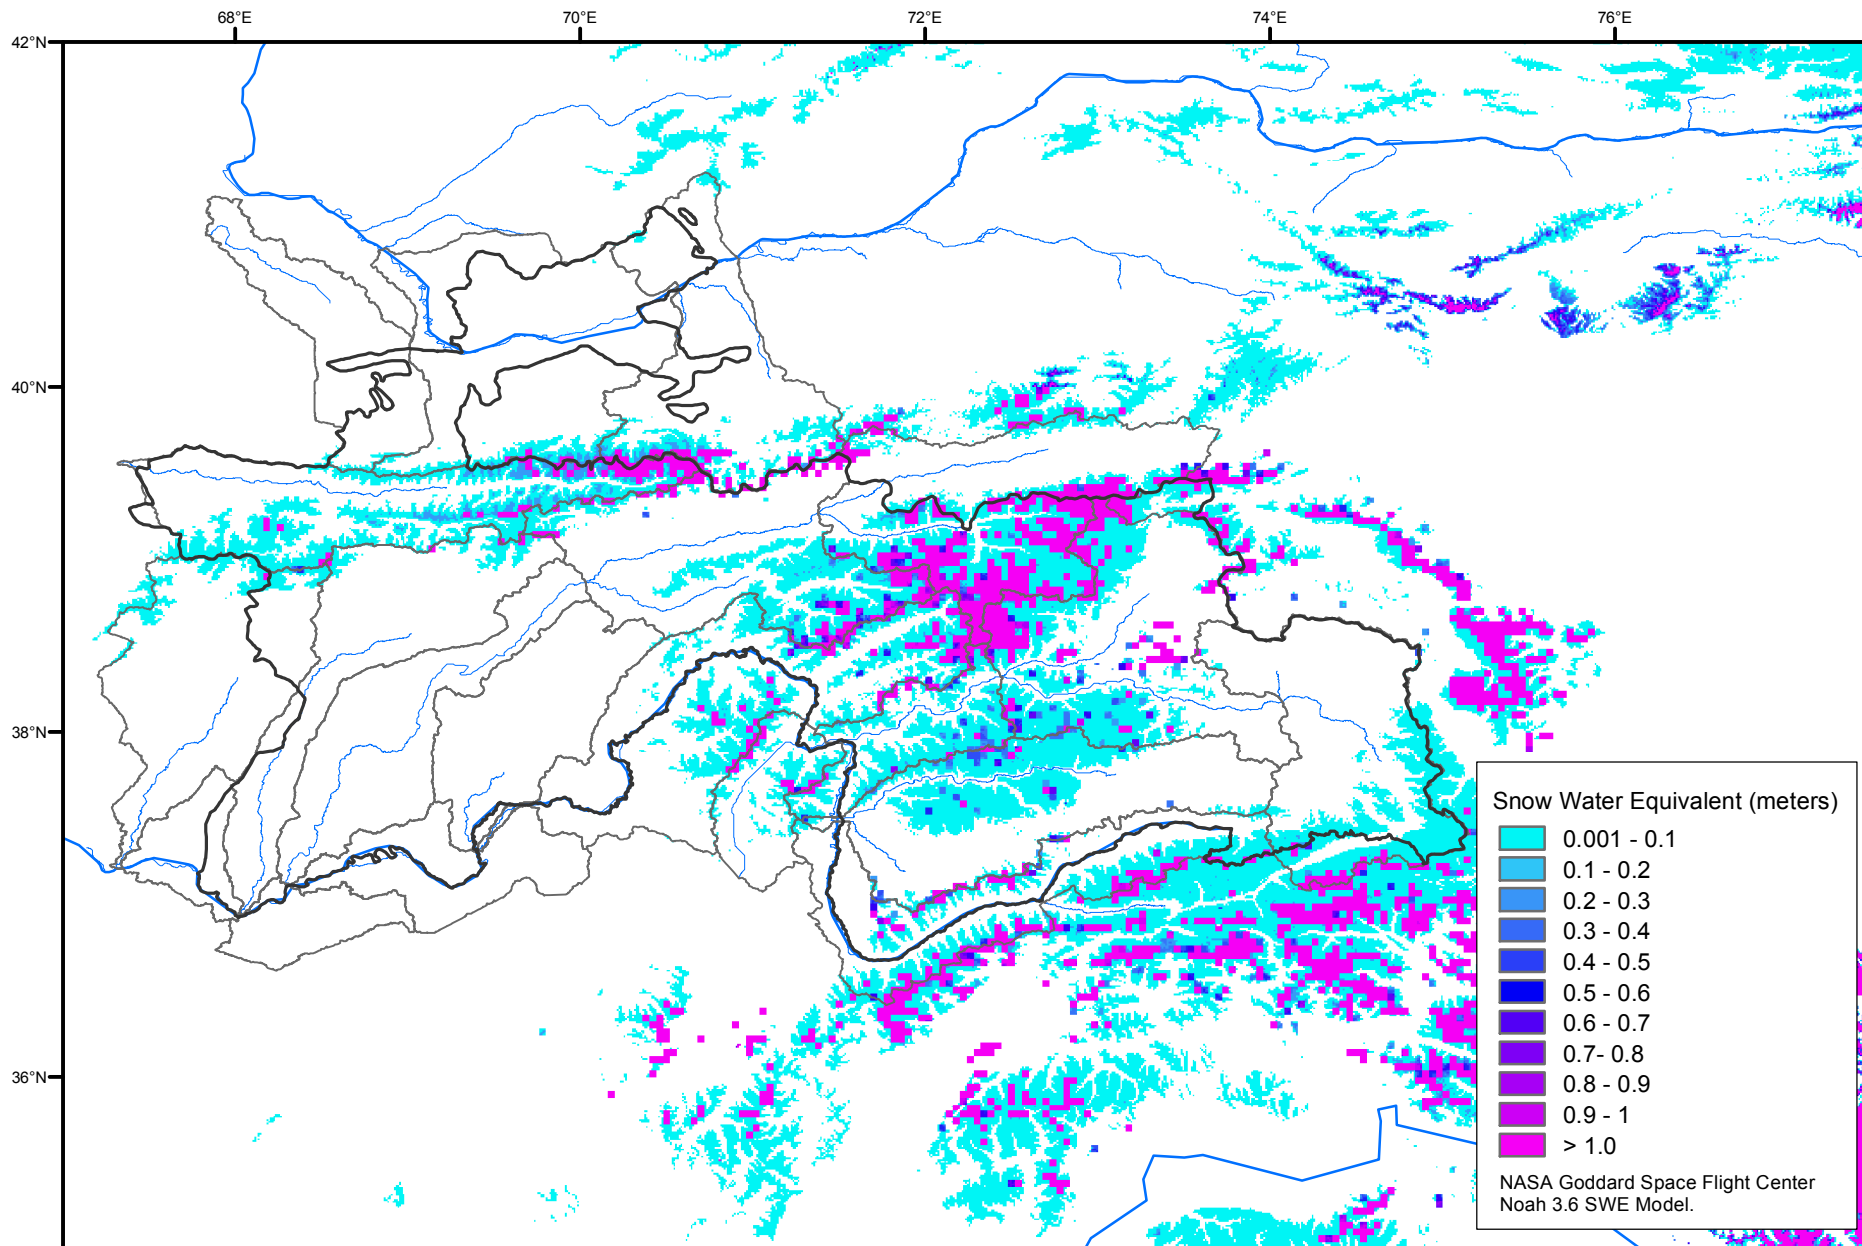 68°E 70°E 72°E 74°E 76°E
42°N
40°N
38°N
36°N
Snow Water Equivalent (meters)
0.001 - 0.1
0.1 - 0.2
0.2 - 0.3
0.3 - 0.4
0.4 - 0.5
0.5 - 0.6
0.6 - 0.7
0.7- 0.8
0.8 - 0.9
0.9 - 1
> 1.0
NASA Goddard Space Flight Center
Noah 3.6 SWE Model.